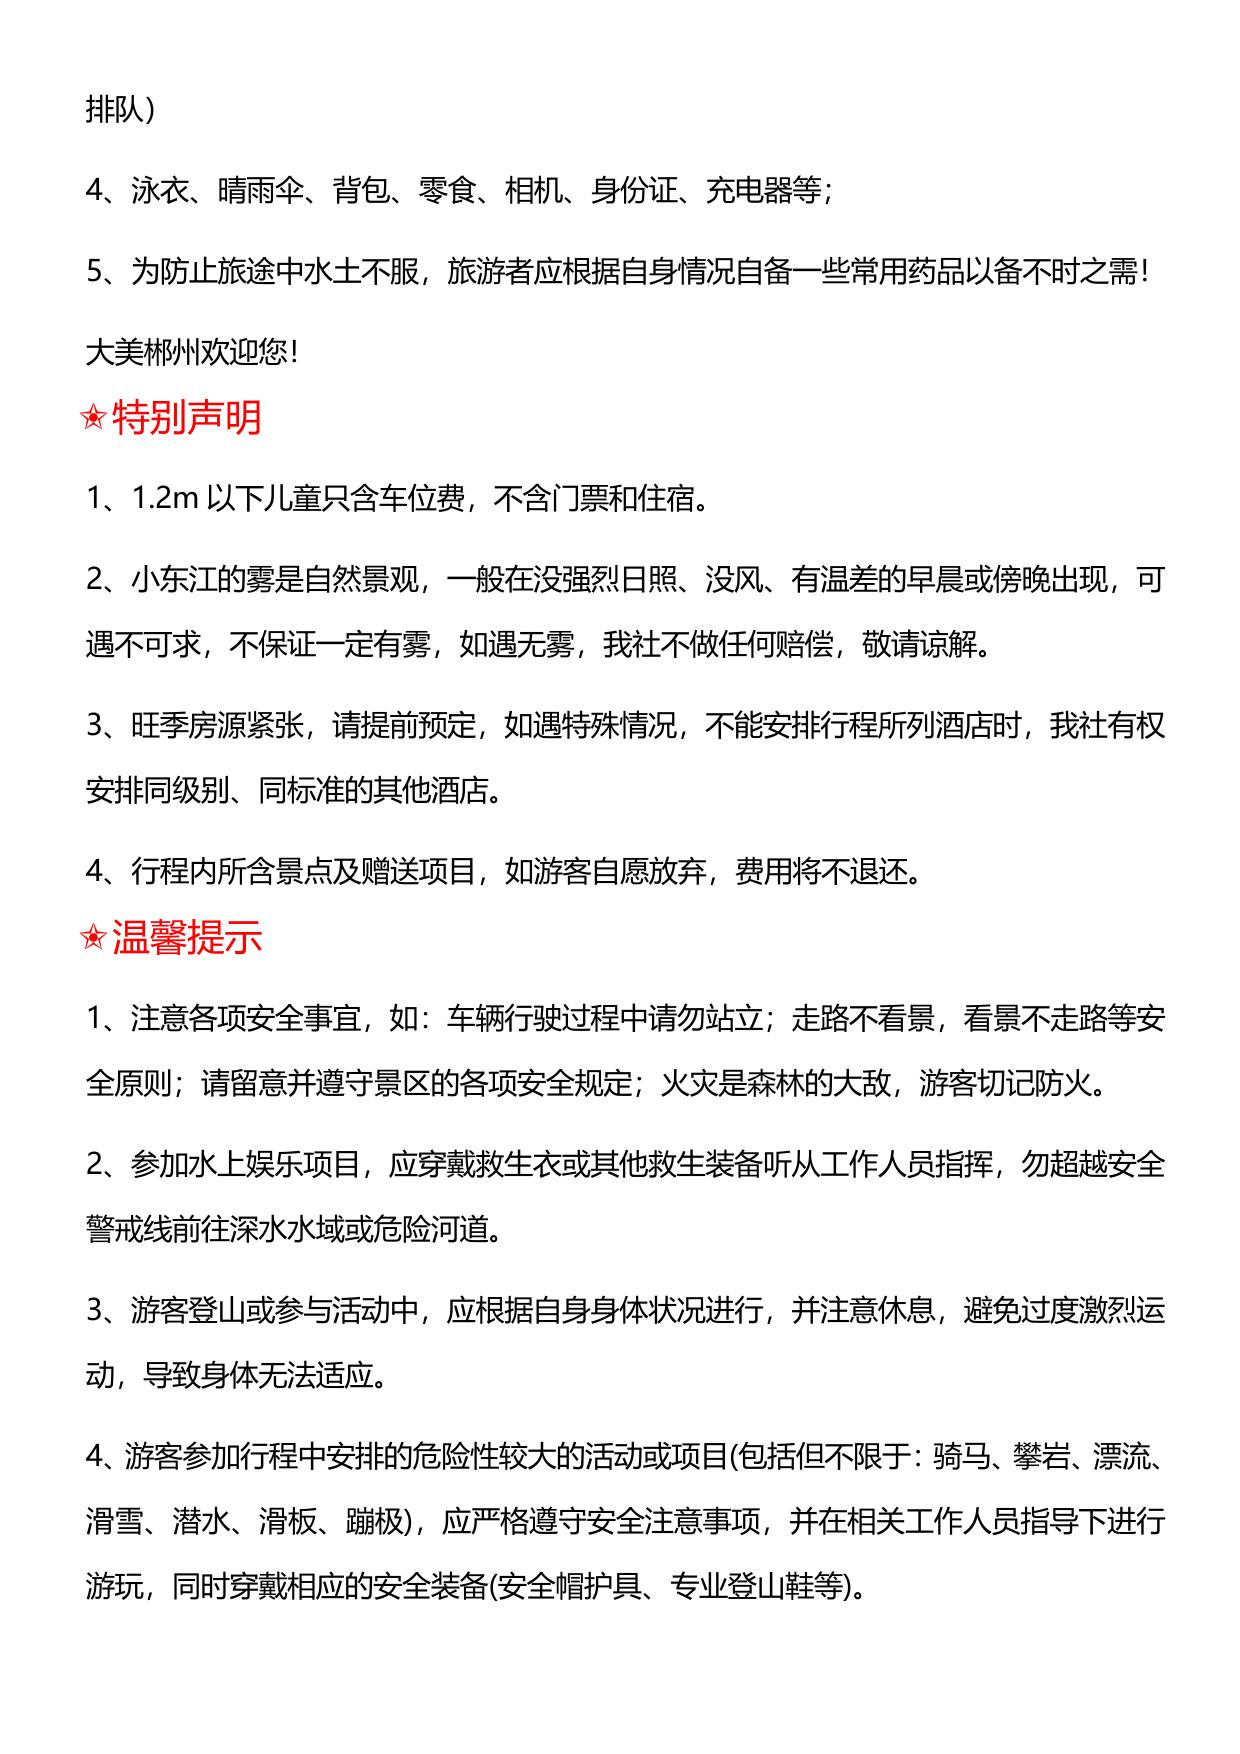 排队）
4、泳衣、晴雨伞、背包、零食、相机、身份证、充电器等；
5、为防止旅途中水土不服，旅游者应根据自身情况自备一些常用药品以备不时之需！
大美郴州欢迎您！
✯特别声明
1、1.2m 以下儿童只含车位费，不含门票和住宿。
2、小东江的雾是自然景观，一般在没强烈日照、没风、有温差的早晨或傍晚出现，可
遇不可求，不保证一定有雾，如遇无雾，我社不做任何赔偿，敬请谅解。
3、旺季房源紧张，请提前预定，如遇特殊情况，不能安排行程所列酒店时，我社有权
安排同级别、同标准的其他酒店。
4、行程内所含景点及赠送项目，如游客自愿放弃，费用将不退还。
✯温馨提示
1、注意各项安全事宜，如：车辆行驶过程中请勿站立；走路不看景，看景不走路等安
全原则；请留意并遵守景区的各项安全规定；火灾是森林的大敌，游客切记防火。
2、参加水上娱乐项目，应穿戴救生衣或其他救生装备听从工作人员指挥，勿超越安全
警戒线前往深水水域或危险河道。
3、游客登山或参与活动中，应根据自身身体状况进行，并注意休息，避免过度激烈运
动，导致身体无法适应。
4、游客参加行程中安排的危险性较大的活动或项目(包括但不限于：骑马、攀岩、漂流、
滑雪、潜水、滑板、蹦极)，应严格遵守安全注意事项，并在相关工作人员指导下进行
游玩，同时穿戴相应的安全装备(安全帽护具、专业登山鞋等)。